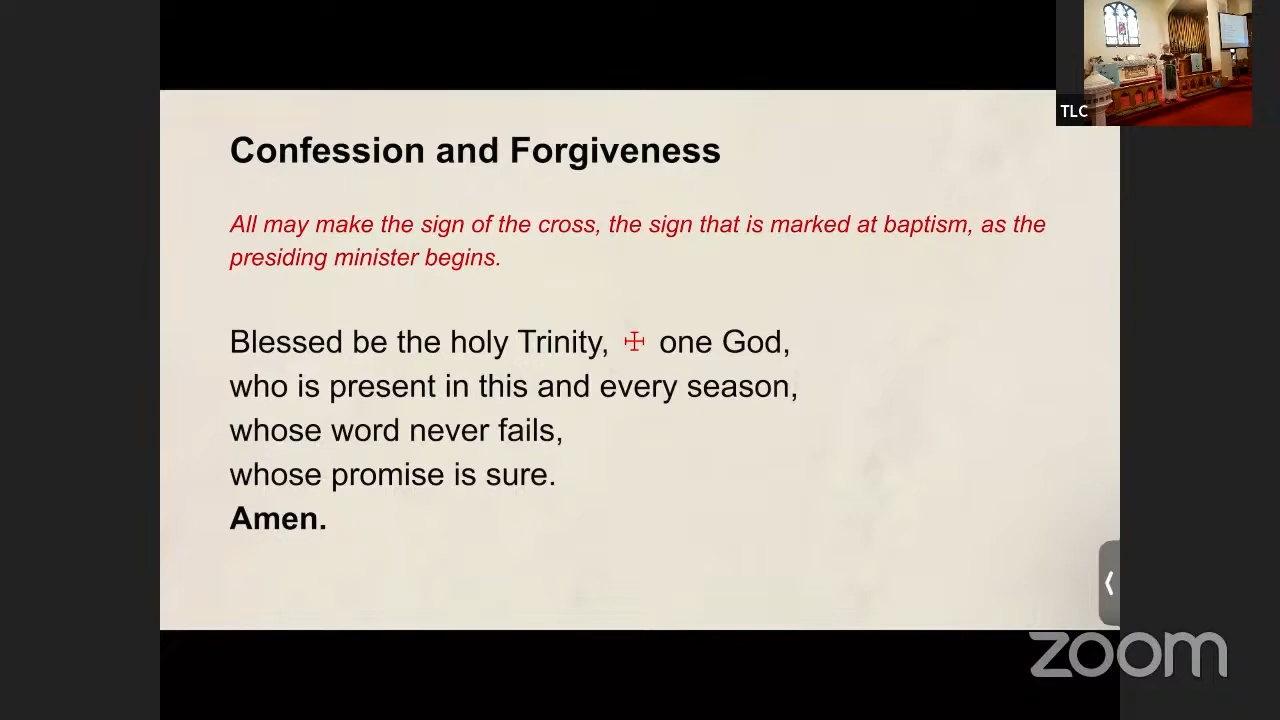 Confession and Forgiveness
All may make the sign of the cross, the sign that is marked at baptism, as the
presiding minister begins.
Blessed be the holy Trinity, ☩ one God,
who is present in this and every season,
whose word never fails,
whose promise is sure.
Amen.
TLC
zoom